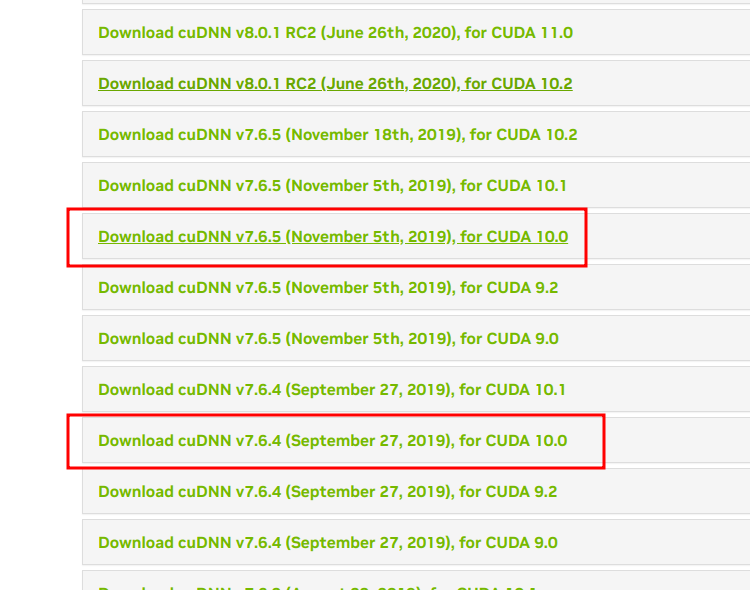 Download cuDNN v8.0.1 RC2 (June 26th, 2020), for CUDA 11.0
Download cuDNN v8.0.1 RC2 (June 26th, 2020), for CUDA 10.2
Download cuDNN v7.6.5 (November 18th, 2019), for CUDA 10.2
Download cuDNN v7.6.5 (November 5th, 2019), for CUDA 10.1
Download cuDNN v7.6.5 (November 5th, 2019), for CUDA 10.0
Download cuDNN v7.6.5 (November 5th, 2019), for CUDA 9.2
Download cuDNN v7.6.5 (November 5th, 2019), for CUDA 9.0
Download cuDNN v7.6.4 (September 27, 2019), for CUDA 10.1
Download cuDNN v7.6.4 (September 27, 2019), for CUDA 10.0
Download cuDNN v7.6.4 (September 27, 2019), for CUDA 9.2
Download cuDNN v7.6.4 (September 27, 2019), for CUDA 9.0